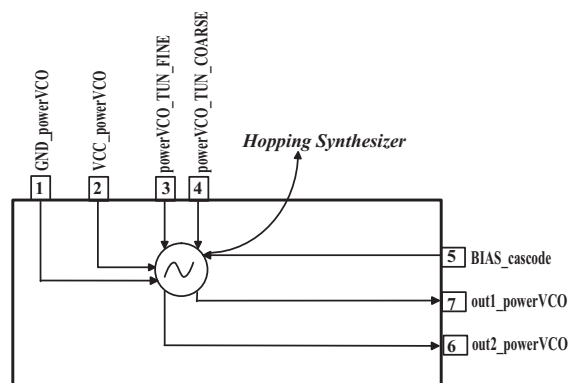 GND_powerVCO
VCC_powerVCO
powerVCO_TUN_FINE
powerVCO_TUN_COARSE
Hopping Synthesizer
1
2
3
4
5 BIAS_cascode
7 out1_powerVCO
6 out2_powerVCO